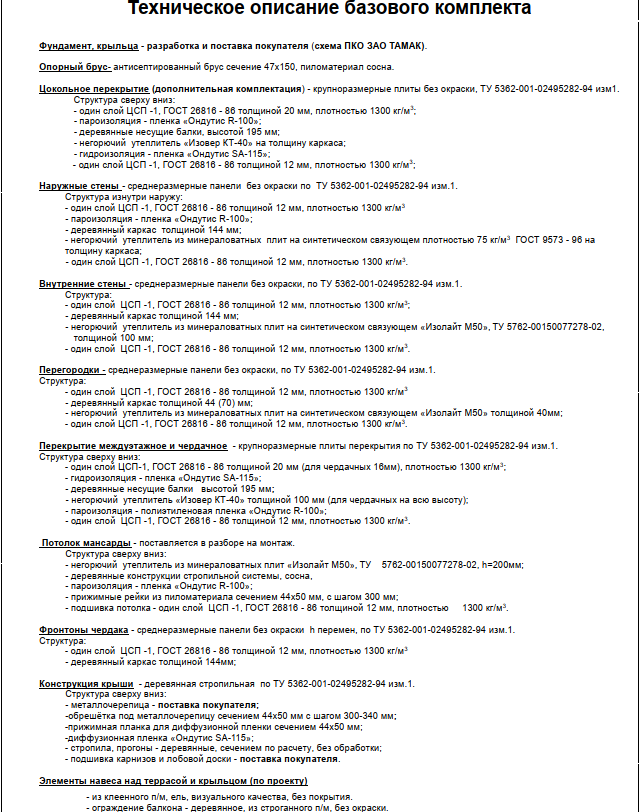 Техническое описание базового комплекта
Фундамент, крыльца - разработка и поставка покупателя (схема ПКО ЗАО ТАМАК).
Опорный брус- антисептированный брус сечение 47х150, пиломатериал сосна.
Цокольное перекрытие (дополнительная комплектация) - крупноразмерные плиты без окраски, ТУ 5362-001-02495282-94 изм1.
Структура сверху вниз:
- один слой ЦСП -1, ГОСТ 26816 - 86 толщиной 20 мм, плотностью 1300 кг/м³;
- пароизоляция - пленка «Ондутис R-100»;
- деревянные несущие балки, высотой 195 мм;
- негорючий утеплитель «Изовер КТ-40» на толщину каркаса;
- гидроизоляция - пленка «Ондутис SA-115»;
- один слой ЦСП -1, ГОСТ 26816 - 86 толщиной 12 мм, плотностью 1300 кг/м³;
Наружные стены - среднеразмерные панели без окраски по ТУ 5362-001-02495282-94 изм.1.
Структура изнутри наружу:
- один слой ЦСП -1, ГОСТ 26816 - 86 толщиной 12 мм, плотностью 1300 кг/м³
- пароизоляция - пленка «Ондутис R-100»;
- деревянный каркас толщиной 144 мм;
- негорючий утеплитель из минераловатных плит на синтетическом связующем плотностью 75 кг/м³ ГОСТ 9573 - 96 на
толщину каркаса;
- один слой ЦСП -1, ГОСТ 26816 - 86 толщиной 12 мм, плотностью 1300 кг/м³.
Внутренние стены - среднеразмерные панели без окраски, по ТУ 5362-001-02495282-94 изм.1.
Структура:
- один слой ЦСП -1, ГОСТ 26816 - 86 толщиной 12 мм, плотностью 1300 кг/м³;
- деревянный каркас толщиной 144 мм;
- негорючий утеплитель из минераловатных плит на синтетическом связующем «Изолайт М50», ТУ 5762-00150077278-02,
толщиной 100 мм;
- один слой ЦСП -1, ГОСТ 26816 - 86 толщиной 12 мм, плотностью 1300 кг/м³.
Перегородки - среднеразмерные панели без окраски, по ТУ 5362-001-02495282-94 изм.1.
Структура:
- один слой ЦСП -1, ГОСТ 26816 - 86 толщиной 12 мм, плотностью 1300 кг/м³
- деревянный каркас толщиной 44 (70) мм;
- негорючий утеплитель из минераловатных плит на синтетическом связующем «Изолайт М50» толщиной 40мм;
- один слой ЦСП -1, ГОСТ 26816 - 86 толщиной 12 мм, плотностью 1300 кг/м³.
Перекрытие междуэтажное и чердачное - крупноразмерные плиты перекрытия по ТУ 5362-001-02495282-94 изм.1.
Структура сверху вниз:
- один слой ЦСП-1, ГОСТ 26816 - 86 толщиной 20 мм (для чердачных 16мм), плотностью 1300 кг/м³;
- гидроизоляция - пленка «Ондутис SA-115»;
- деревянные несущие балки высотой 195 мм;
- негорючий утеплитель «Изовер КТ-40» толщиной 100 мм (для чердачных на всю высоту);
- пароизоляция - полиэтиленовая пленка «Ондутис R-100»;
- один слой ЦСП -1, ГОСТ 26816 - 86 толщиной 12 мм, плотностью 1300 кг/м³.
Потолок мансарды - поставляется в разборе на монтаж.
Структура сверху вниз:
- негорючий утеплитель из минераловатных плит «Изолайт М50», ТУ 5762-00150077278-02, h=200мм;
- деревянные конструкции стропильной системы, сосна,
- пароизоляция - пленка «Ондутис R-100»;
- прижимные рейки из пиломатериала сечением 44х50 мм, с шагом 300 мм;
- подшивка потолка - один слой ЦСП -1, ГОСТ 26816 - 86 толщиной 12 мм, плотностью 1300 кг/м³.
Фронтоны чердака - среднеразмерные панели без окраски h перемен, по ТУ 5362-001-02495282-94 изм.1.
Структура:
- один слой ЦСП -1, ГОСТ 26816 - 86 толщиной 12 мм, плотностью 1300 кг/м³
- деревянный каркас толщиной 144мм;
Конструкция крыши - деревянная стропильная по ТУ 5362-001-02495282-94 изм.1.
Структура сверху вниз:
- металлочерепица - поставка покупателя;
-обрешётка под металлочерепицу сечением 44х50 мм с шагом 300-340 мм;
-прижимная планка для диффузионной пленки сечением 44х50 мм;
-диффузионная пленка «Ондутис SA-115»;
- стропила, прогоны - деревянные, сечением по расчету, без обработки;
- подшивка карнизов и лобовой доски - поставка покупателя.
Элементы навеса над террасой и крыльцом (по проекту)
- из клеенного п/м, ель, визуального качества, без покрытия.
- ограждение балкона - деревянное, из строганного п/м, без окраски.